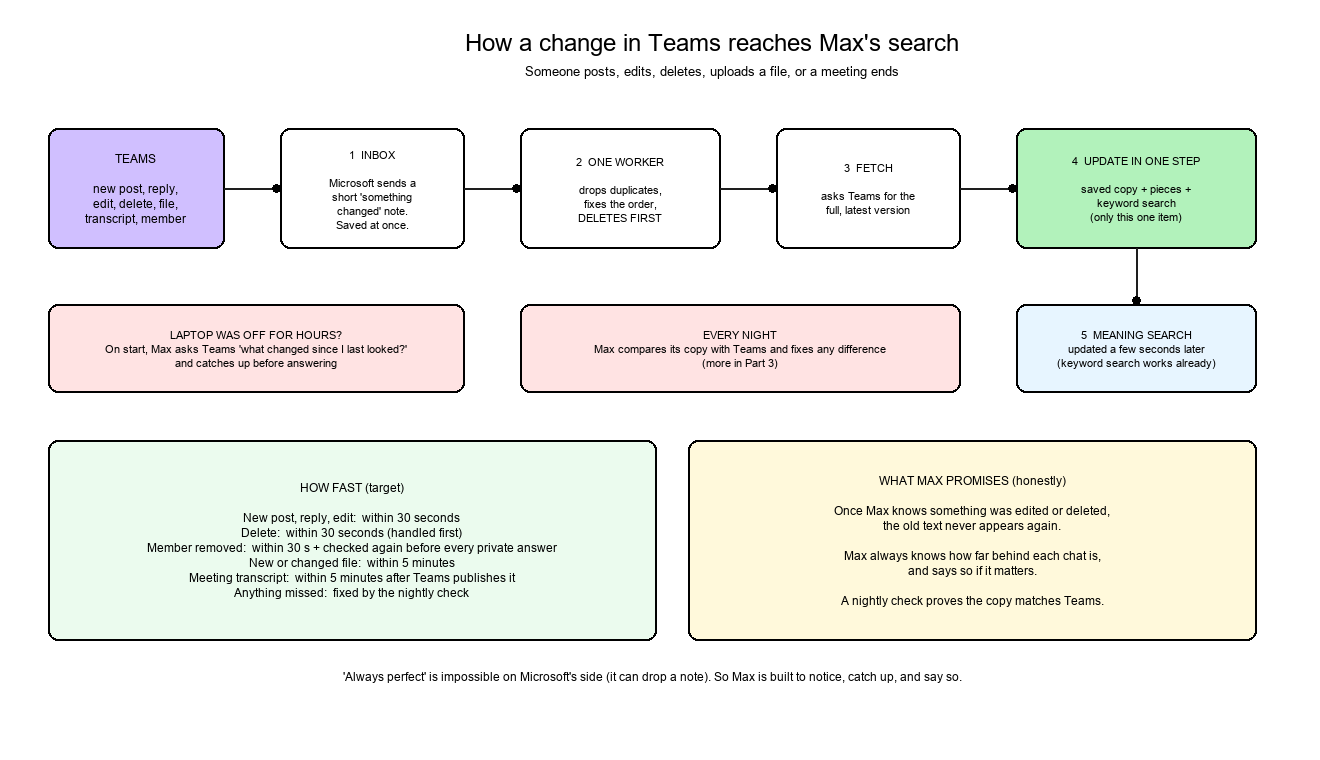 How a change in Teams reaches Max's search
Someone posts, edits, deletes, uploads a file, or a meeting ends
TEAMS
new post, reply,
edit, delete, file,
transcript, member
1  INBOX
Microsoft sends a
short 'something
changed' note.
Saved at once.
2  ONE WORKER
drops duplicates,
fixes the order,
DELETES FIRST
3  FETCH
asks Teams for the
full, latest version
4  UPDATE IN ONE STEP
saved copy + pieces +
keyword search
(only this one item)
LAPTOP WAS OFF FOR HOURS?
On start, Max asks Teams 'what changed since I last looked?'
and catches up before answering
EVERY NIGHT
Max compares its copy with Teams and fixes any difference
(more in Part 3)
5  MEANING SEARCH
updated a few seconds later
(keyword search works already)
HOW FAST (target)
New post, reply, edit:  within 30 seconds
Delete:  within 30 seconds (handled first)
Member removed:  within 30 s + checked again before every private answer
New or changed file:  within 5 minutes
Meeting transcript:  within 5 minutes after Teams publishes it
Anything missed:  fixed by the nightly check
WHAT MAX PROMISES (honestly)
Once Max knows something was edited or deleted,
the old text never appears again.
Max always knows how far behind each chat is,
and says so if it matters.
A nightly check proves the copy matches Teams.
'Always perfect' is impossible on Microsoft's side (it can drop a note). So Max is built to notice, catch up, and say so.